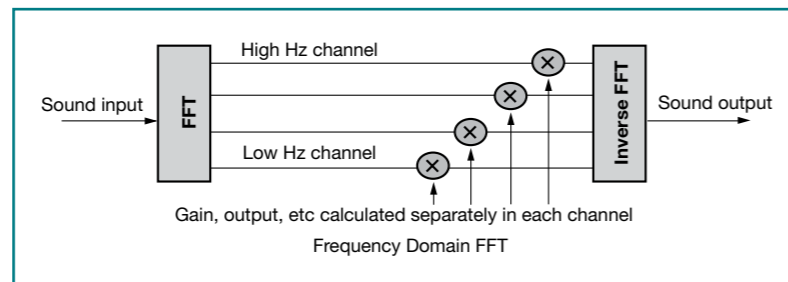 High Hz channel
Sound input
FFT
Inverse FFT
Sound output
Low Hz channel
Gain, output, etc calculated separately in each channel
Frequency Domain FFT